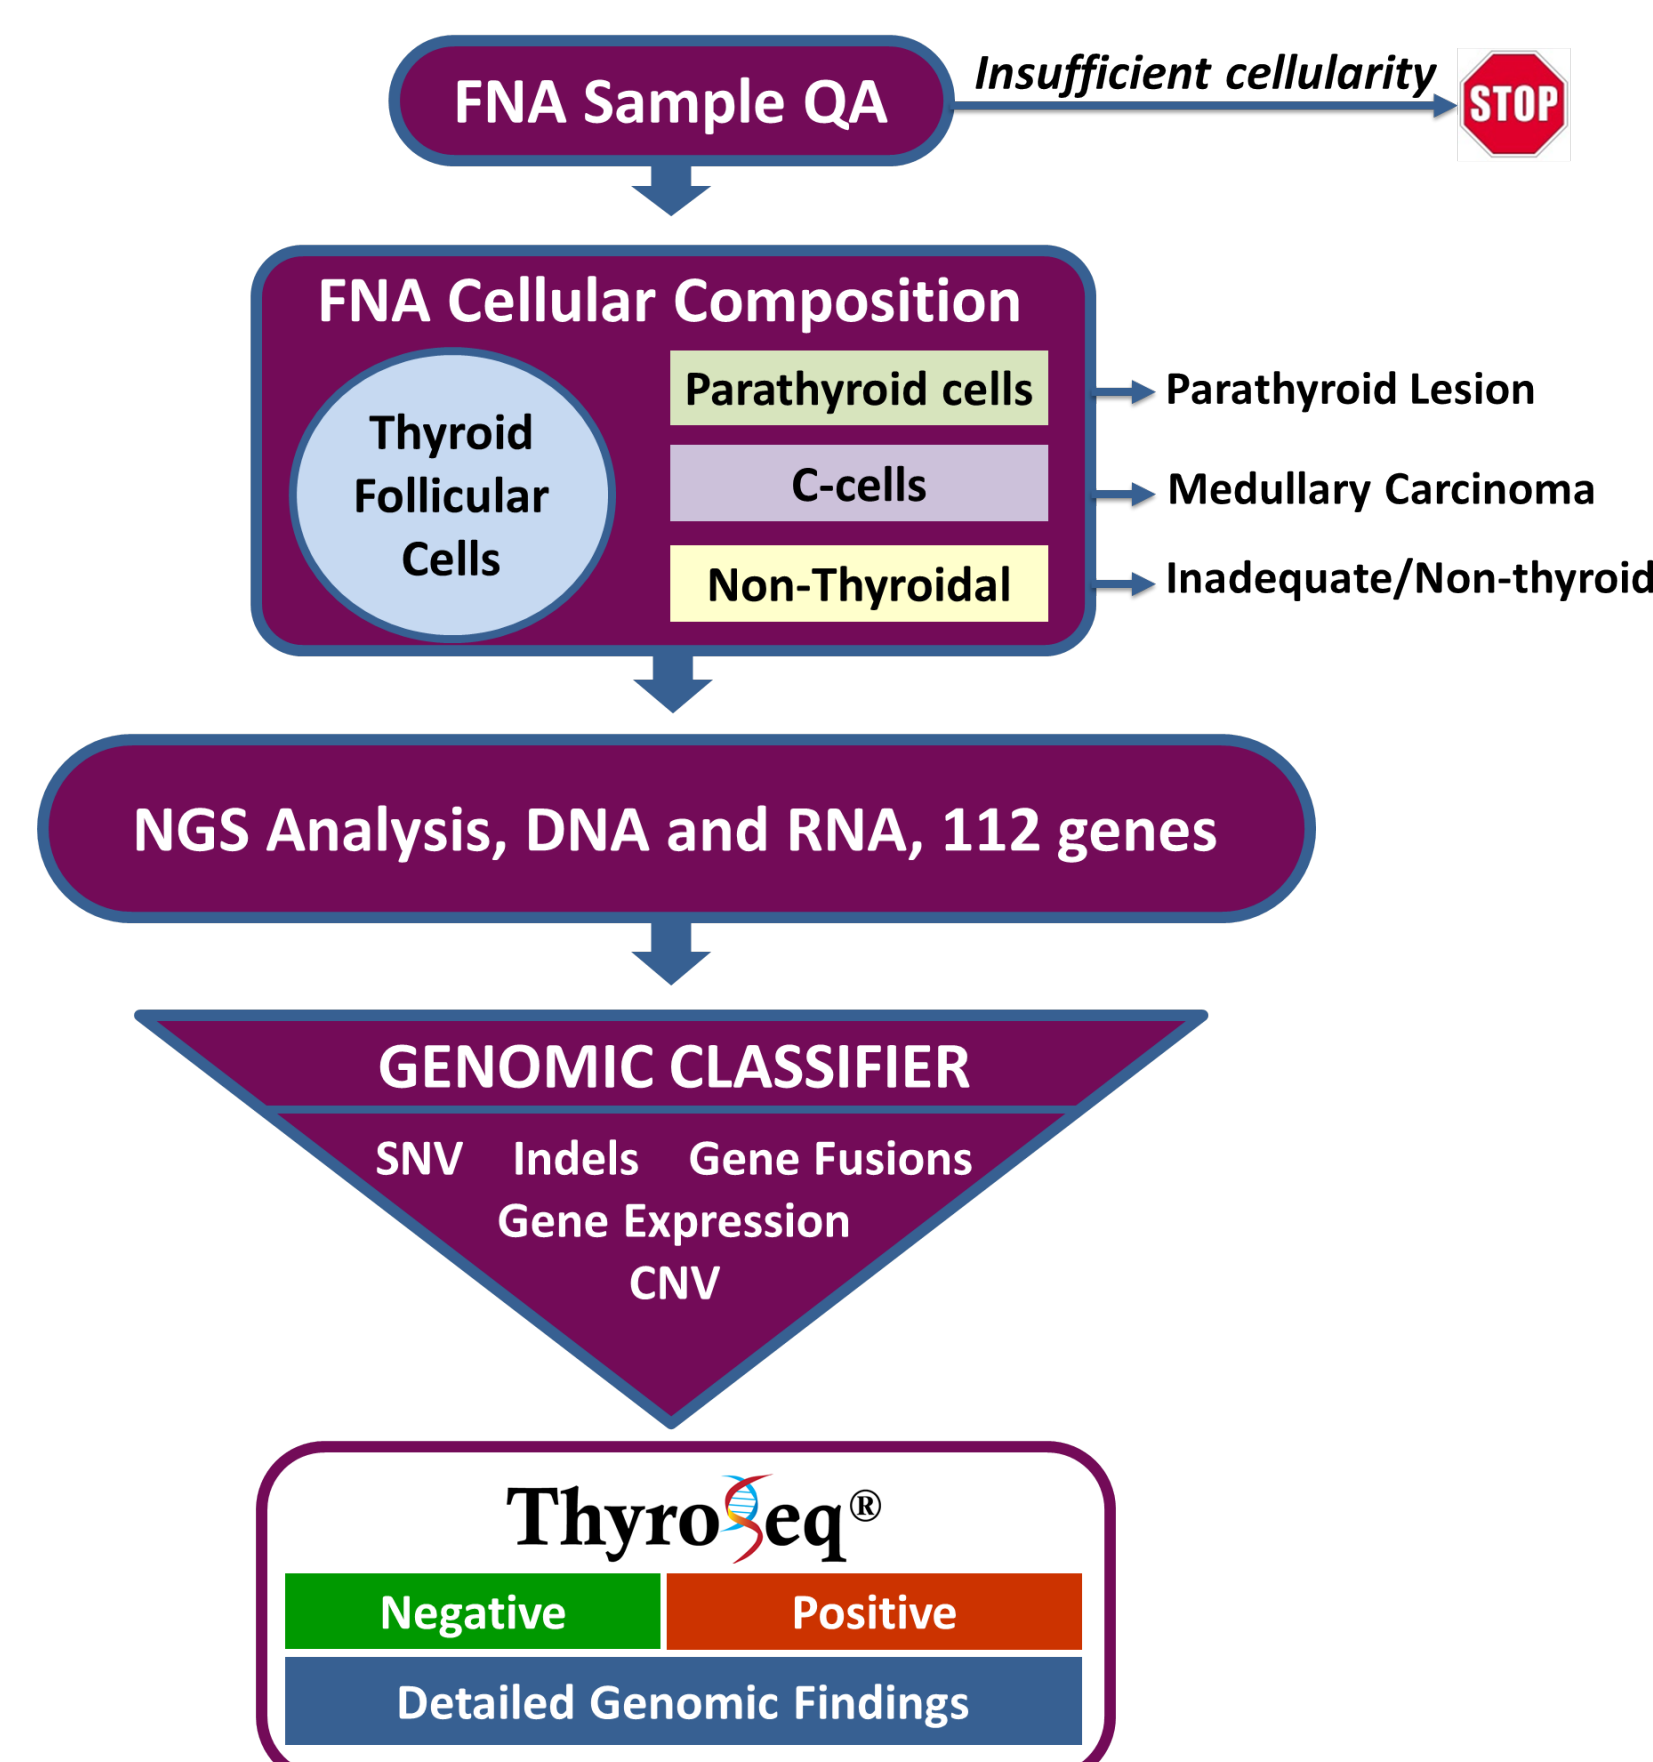 FNA Sample QA
Insufficient cellularity
STOP
FNA Cellular Composition
Thyroid
Follicular
Cells
Parathyroid cells
Parathyroid Lesion
C-cells
Medullary Carcinoma
Non-Thyroidal
Inadequate/Non-thyroid
NGS Analysis, DNA and RNA, 112 genes
GENOMIC CLASSIFIER
SNV Indels Gene Fusions
Gene Expression
CNV
ThyroSeq®
Negative
Positive
Detailed Genomic Findings